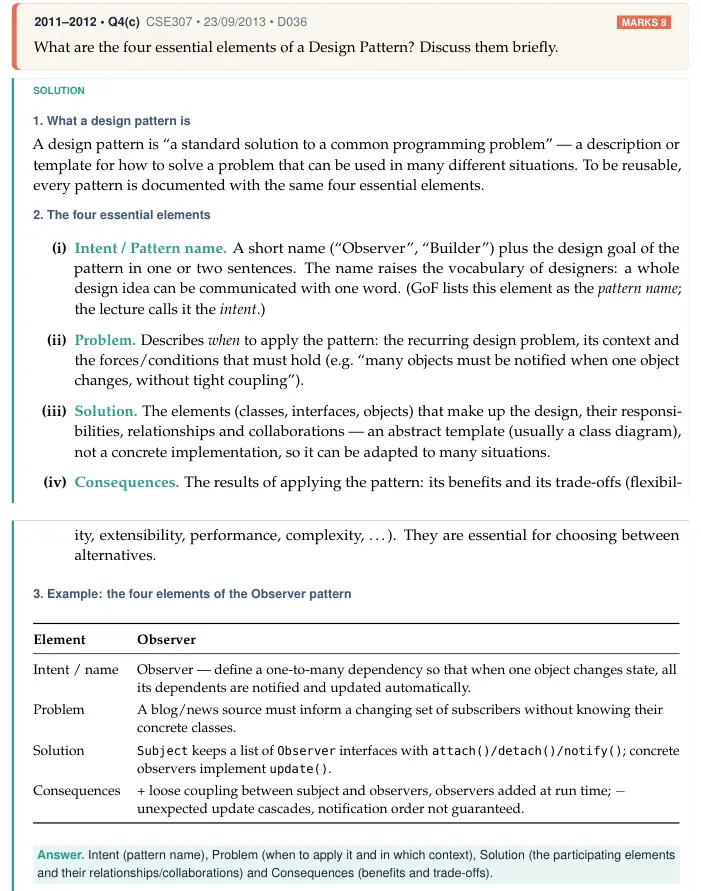 2011–2012 • Q4(c) CSE307 • 23/09/2013 • D036 MARKS 8
What are the four essential elements of a Design Pattern? Discuss them briefly.
SOLUTION
1. What a design pattern is
A design pattern is “a standard solution to a common programming problem” — a description or
template for how to solve a problem that can be used in many different situations. To be reusable,
every pattern is documented with the same four essential elements.
2. The four essential elements
(i) Intent / Pattern name. A short name (“Observer”, “Builder”) plus the design goal of the
pattern in one or two sentences. The name raises the vocabulary of designers: a whole
design idea can be communicated with one word. (GoF lists this element as the pattern name;
the lecture calls it the intent.)
(ii) Problem. Describes when to apply the pattern: the recurring design problem, its context and
the forces/conditions that must hold (e.g. “many objects must be notified when one object
changes, without tight coupling”).
(iii) Solution. The elements (classes, interfaces, objects) that make up the design, their responsi-
bilities, relationships and collaborations — an abstract template (usually a class diagram),
not a concrete implementation, so it can be adapted to many situations.
(iv) Consequences. The results of applying the pattern: its benefits and its trade-offs (flexibil-
ity, extensibility, performance, complexity, ...). They are essential for choosing between
alternatives.
3. Example: the four elements of the Observer pattern
Element Observer
Intent / name Observer — define a one-to-many dependency so that when one object changes state, all
its dependents are notified and updated automatically.
Problem A blog/news source must inform a changing set of subscribers without knowing their
concrete classes.
Solution Subject keeps a list of Observer interfaces with attach()/detach()/notify(); concrete
observers implement update().
Consequences + loose coupling between subject and observers, observers added at run time; −
unexpected update cascades, notification order not guaranteed.
Answer. Intent (pattern name), Problem (when to apply it and in which context), Solution (the participating elements
and their relationships/collaborations) and Consequences (benefits and trade-offs).